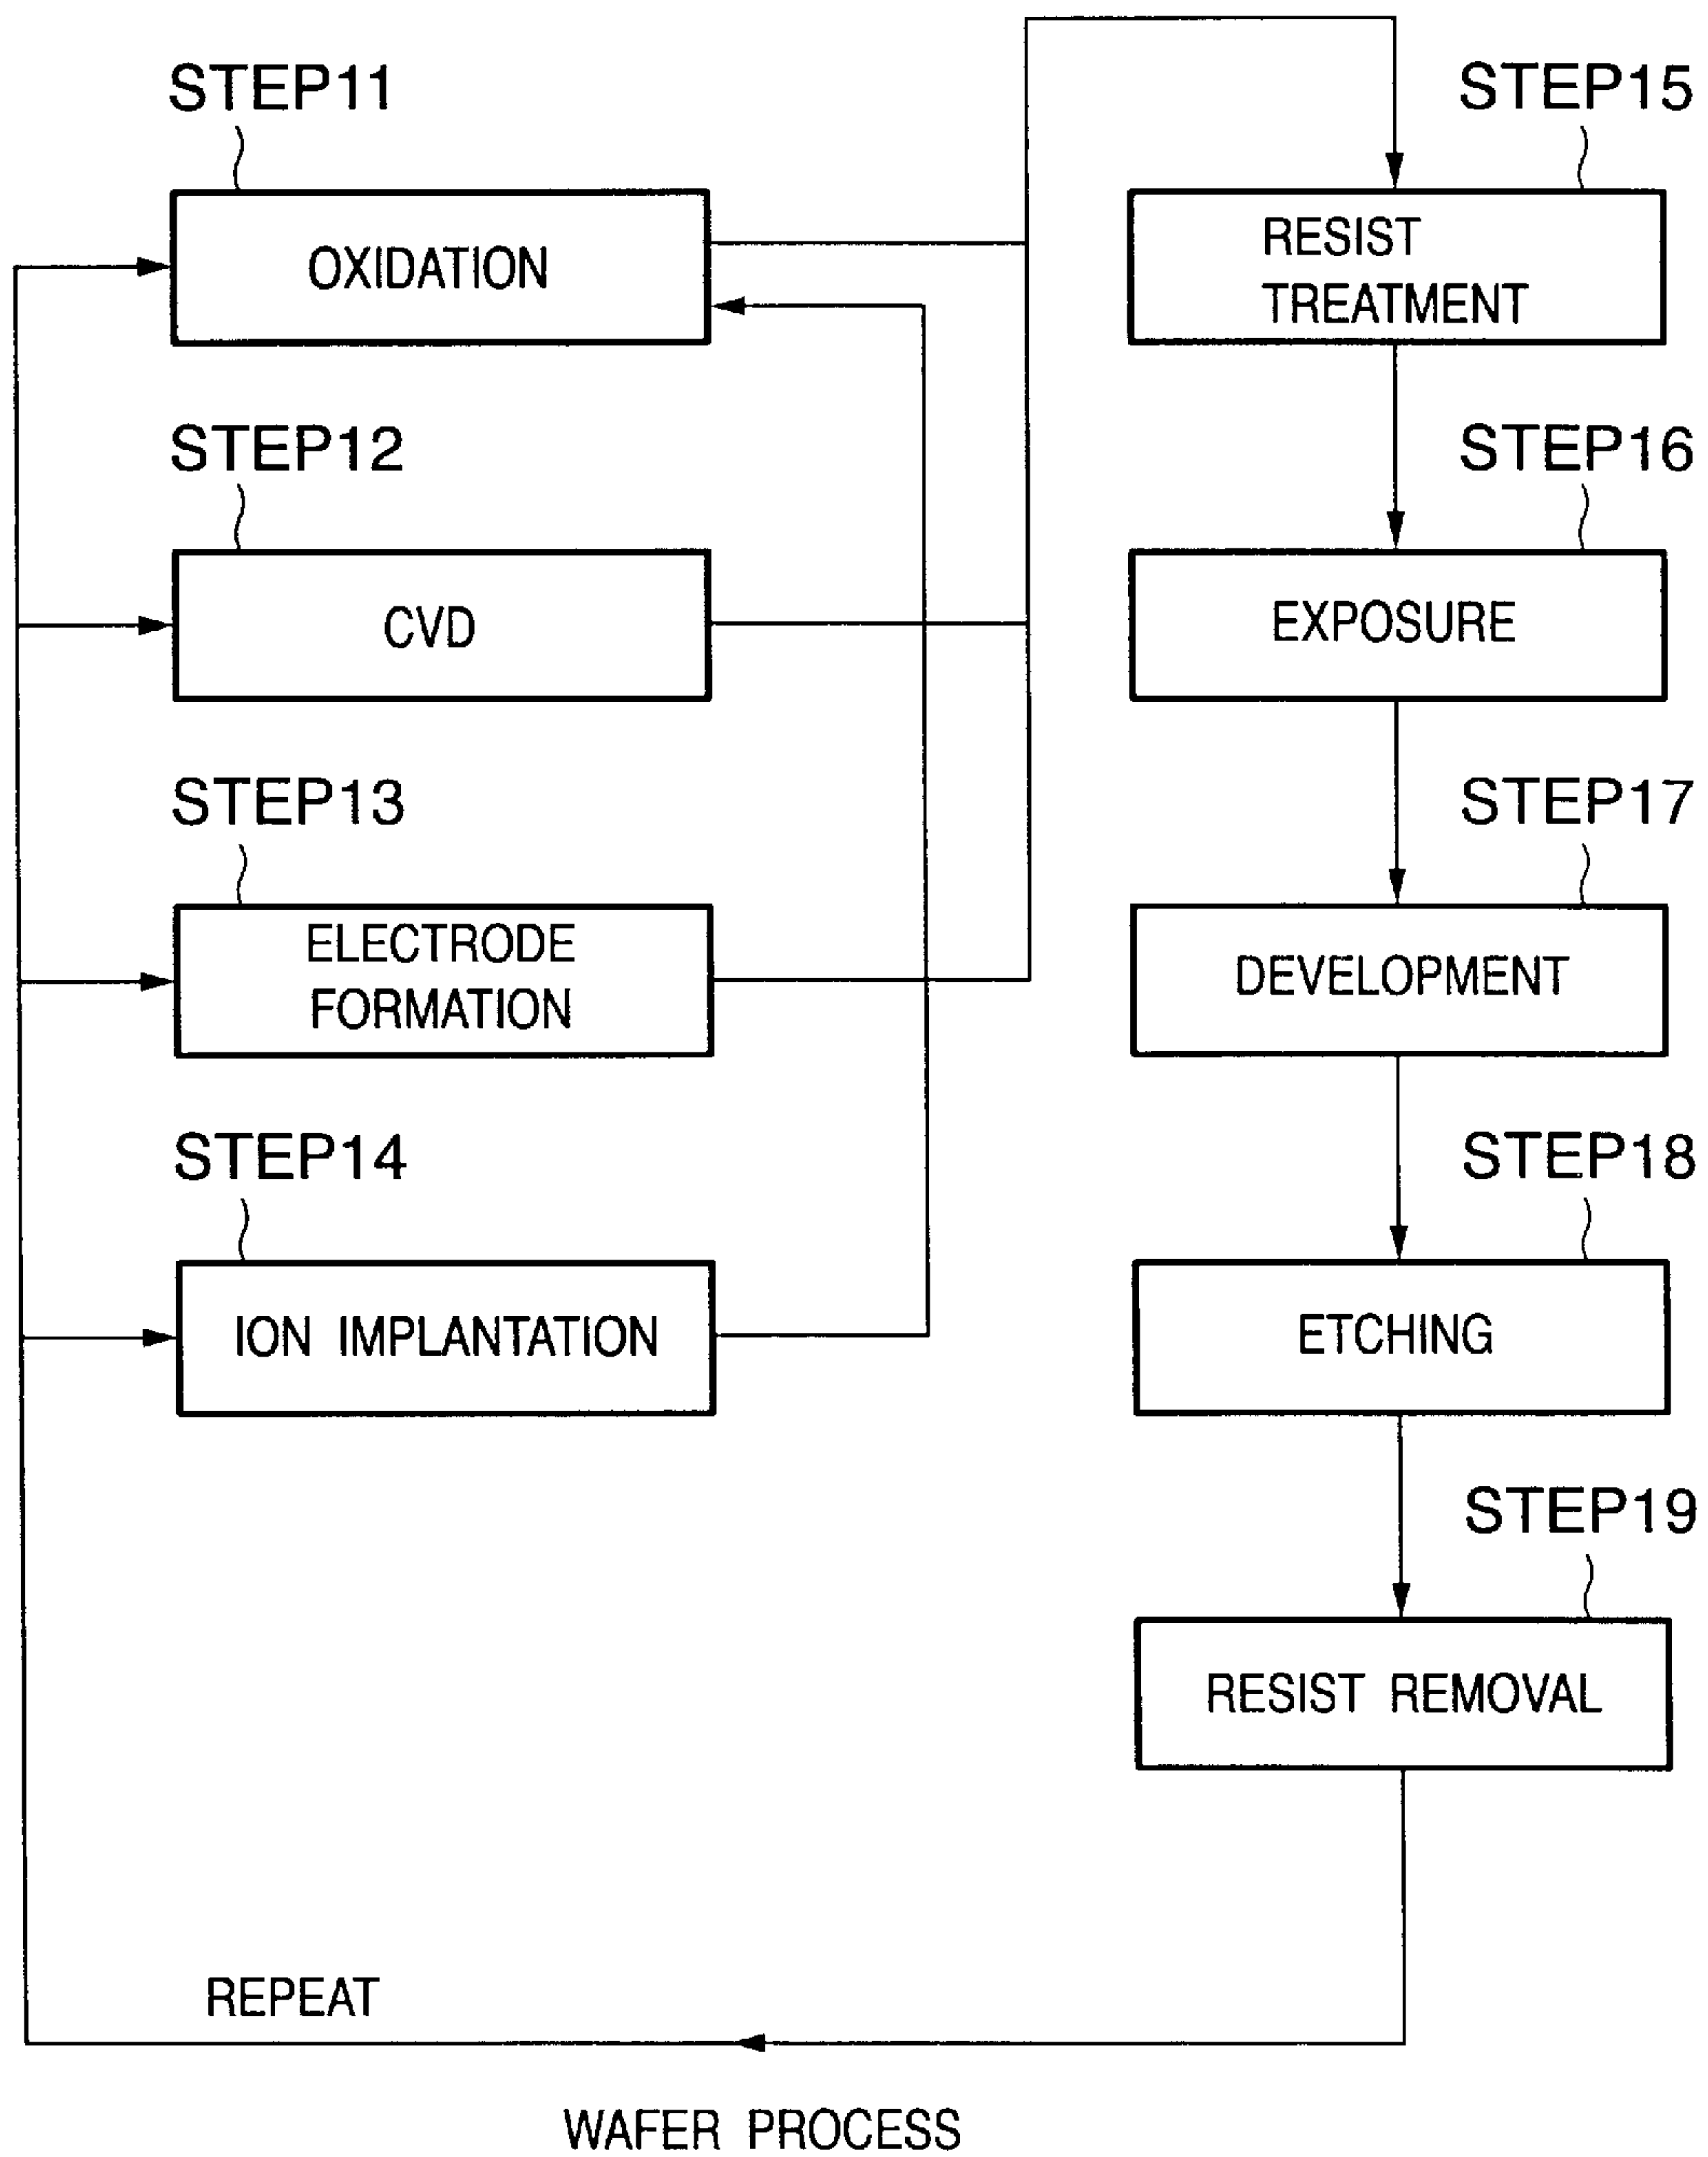 STEP11
OXIDATION
STEP12
CVD
STEP13
ELECTRODE
FORMATION
STEP14
ION IMPLANTATION
STEP15
RESIST
TREATMENT
STEP16
EXPOSURE
STEP17
DEVELOPMENT
STEP18
ETCHING
STEP19
RESIST REMOVAL
REPEAT
WAFER PROCESS